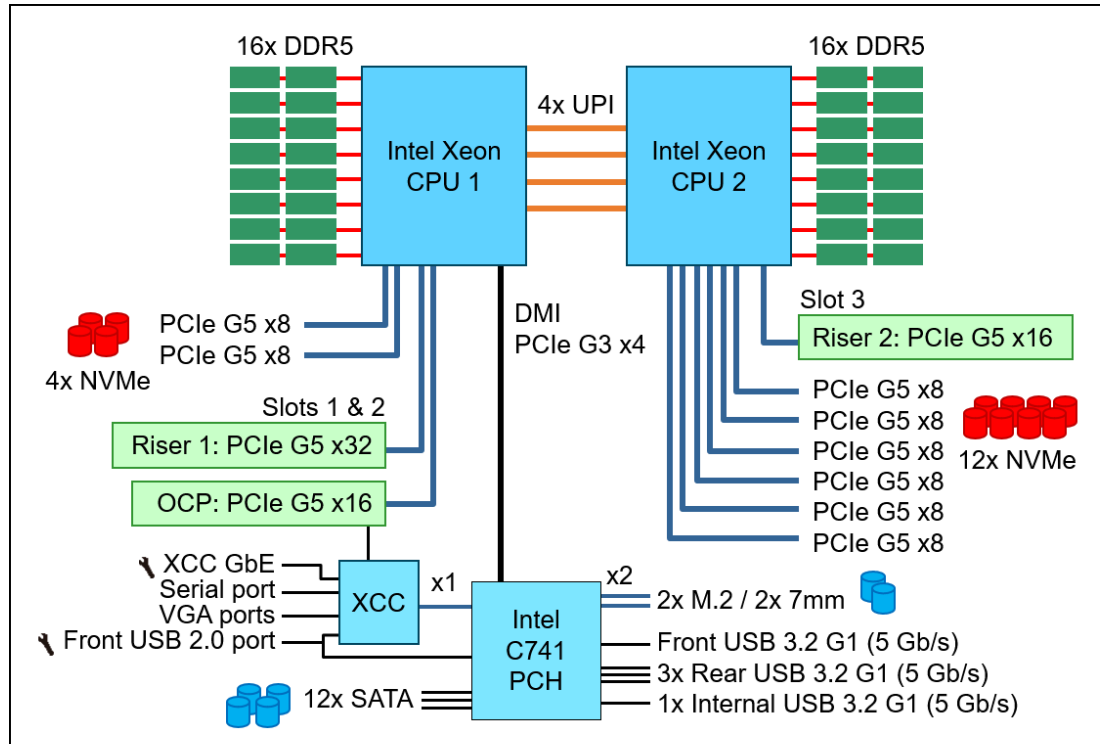 16x DDR5
16x DDR5
4x UPI
Intel Xeon
CPU 1
Intel Xeon
CPU 2
PCIe G5 x8
PCIe G5 x8
4x NVMe
DMI
PCIe G3 x4
Slot 3
Riser 2: PCIe G5 x16
Slots 1 & 2
Riser 1: PCIe G5 x32
OCP: PCIe G5 x16
PCIe G5 x8
PCIe G5 x8
PCIe G5 x8
PCIe G5 x8
PCIe G5 x8
PCIe G5 x8
12x NVMe
XCC GbE
Serial port
VGA ports
Front USB 2.0 port
XCC
x1
Intel
C741
PCH
x2
2x M.2 / 2x 7mm
Front USB 3.2 G1 (5 Gb/s)
3x Rear USB 3.2 G1 (5 Gb/s)
1x Internal USB 3.2 G1 (5 Gb/s)
12x SATA